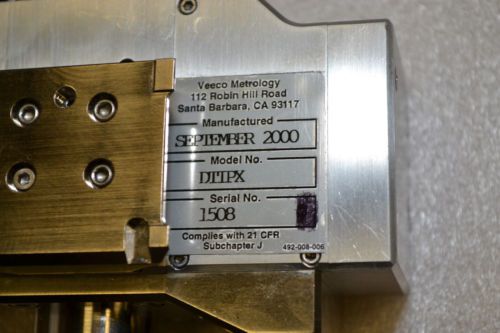 Veeco Metrology
112 Robin Hill Road
Santa Barbara, CA 93117
Manufactured
SEPTEMBER 2000
Model No.
DTIPX
Serial No.
1508
Complies with 21 CFR
Subchapter J
492-008-006